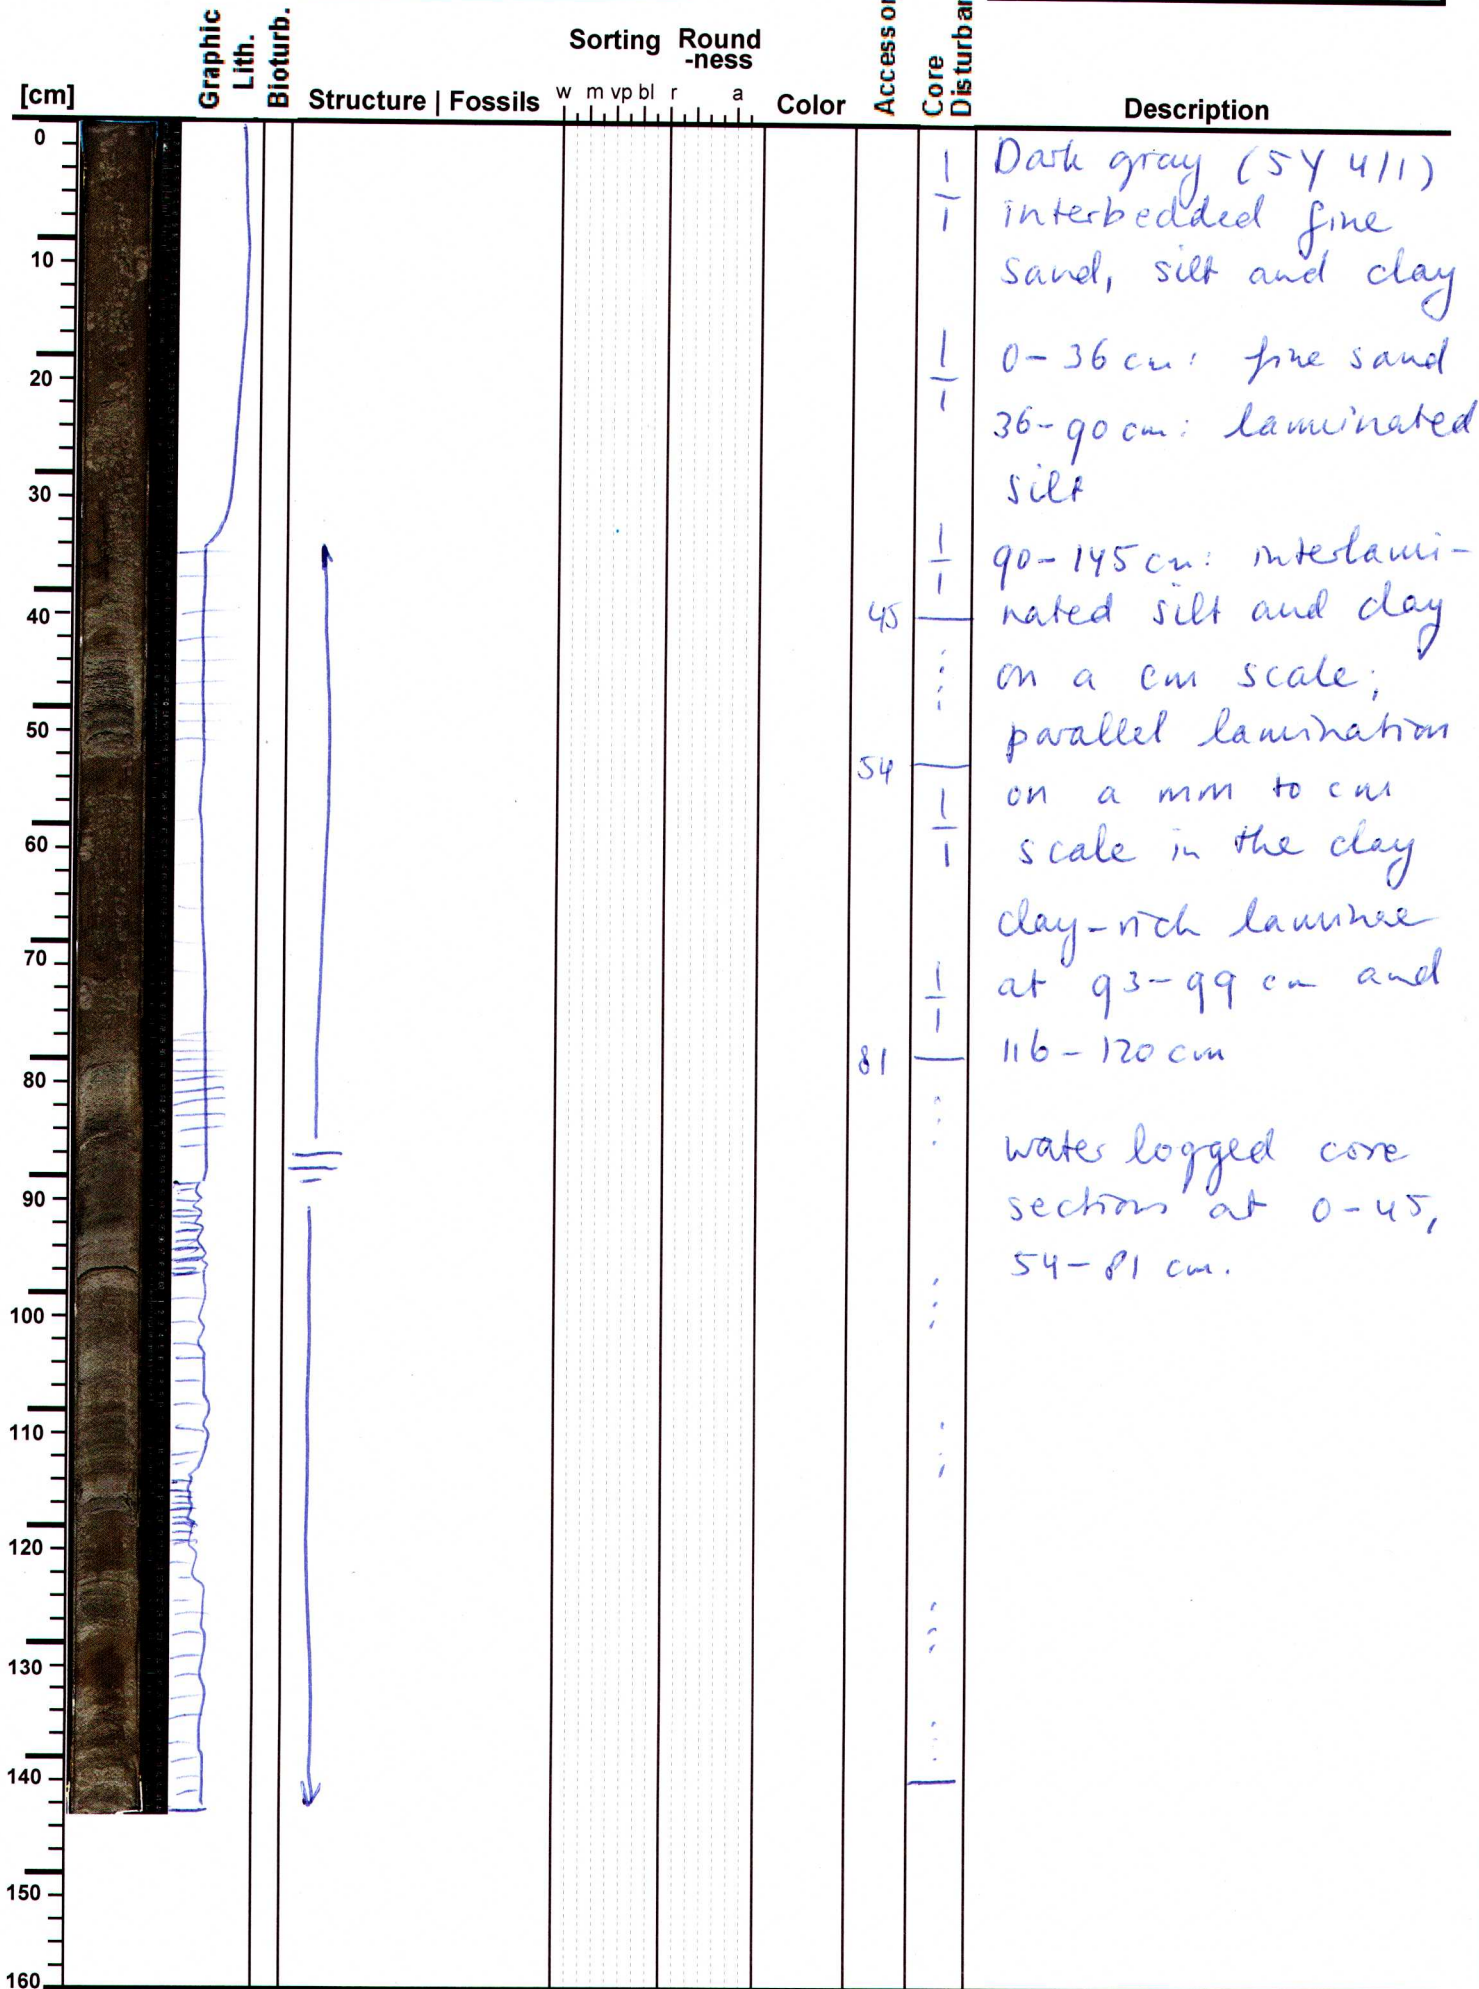 Graphic
Lith.
Bioturb.
Structure | Fossils
Sorting
Round
-ness
w m vp bl r a
Color
Core
Description
[cm]
0
10
20
30
40
50
60
70
80
90
100
110
120
130
140
150
160
45
54
81
Dark gray (5Y 4/1)
interbedded fine
sand, silt and clay
0-36 cm: fine sand
36-90 cm: laminated
silt
90-145 cm: interlami-
nated silt and clay
on a cm scale;
parallel lamination
on a mm to cm
scale in the clay
clay-rich laminae
at 93-99 cm and
116-120 cm
water logged core
sections at 0-45,
54-81 cm.